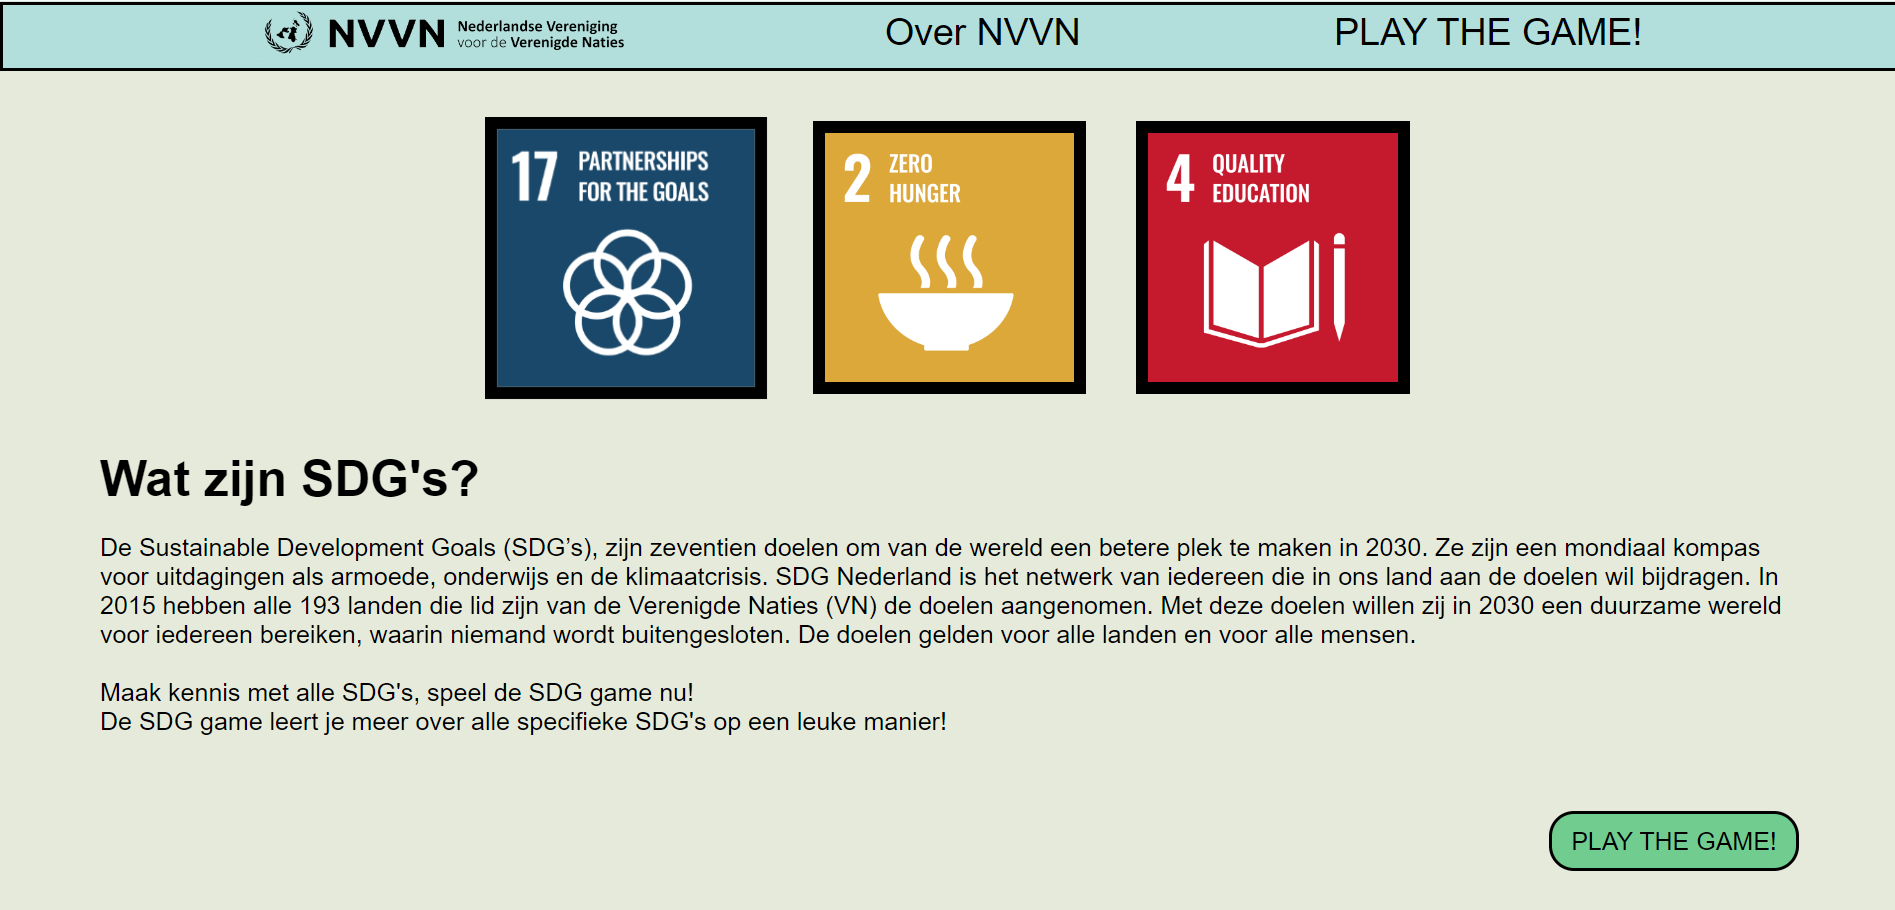 NVVN Nederlandse Vereniging
voor de Verenigde Naties
Over NVVN
PLAY THE GAME!
17 PARTNERSHIPS
FOR THE GOALS
2 ZERO
HUNGER
4 QUALITY
EDUCATION
Wat zijn SDG's?
De Sustainable Development Goals (SDG’s), zijn zeventien doelen om van de wereld een betere plek te maken in 2030. Ze zijn een mondiaal kompas
voor uitdagingen als armoede, onderwijs en de klimaatcrisis. SDG Nederland is het netwerk van iedereen die in ons land aan de doelen wil bijdragen. In
2015 hebben alle 193 landen die lid zijn van de Verenigde Naties (VN) de doelen aangenomen. Met deze doelen willen zij in 2030 een duurzame wereld
voor iedereen bereiken, waarin niemand wordt buitengesloten. De doelen gelden voor alle landen en voor alle mensen.
Maak kennis met alle SDG's, speel de SDG game nu!
De SDG game leert je meer over alle specifieke SDG's op een leuke manier!
PLAY THE GAME!